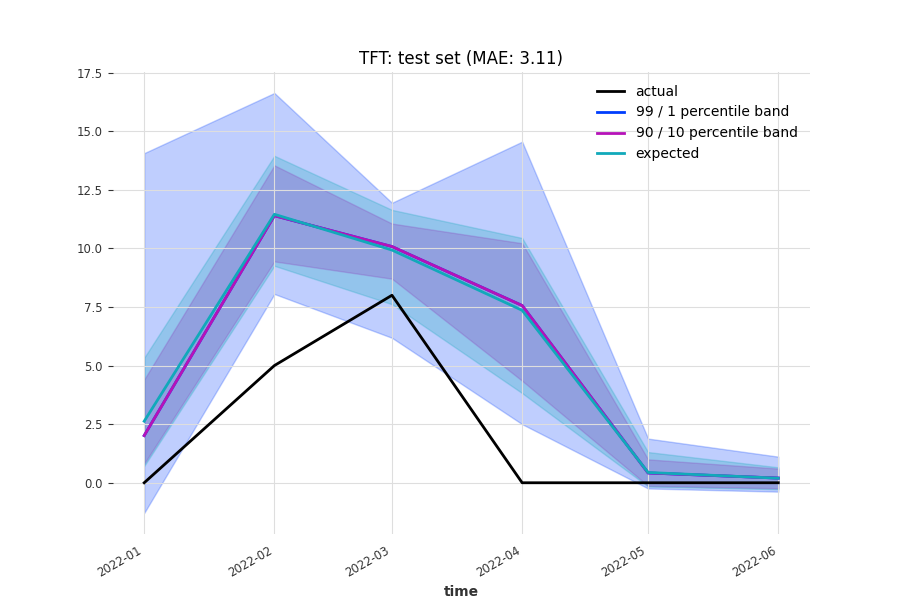 TFT: test set (MAE: 3.11)
17.5
15.0
12.5
10.0
7.5
5.0
2.5
0.0
actual
99 / 1 percentile band
90 / 10 percentile band
expected
2022-01
2022-02
2022-03
2022-04
2022-05
2022-06
time